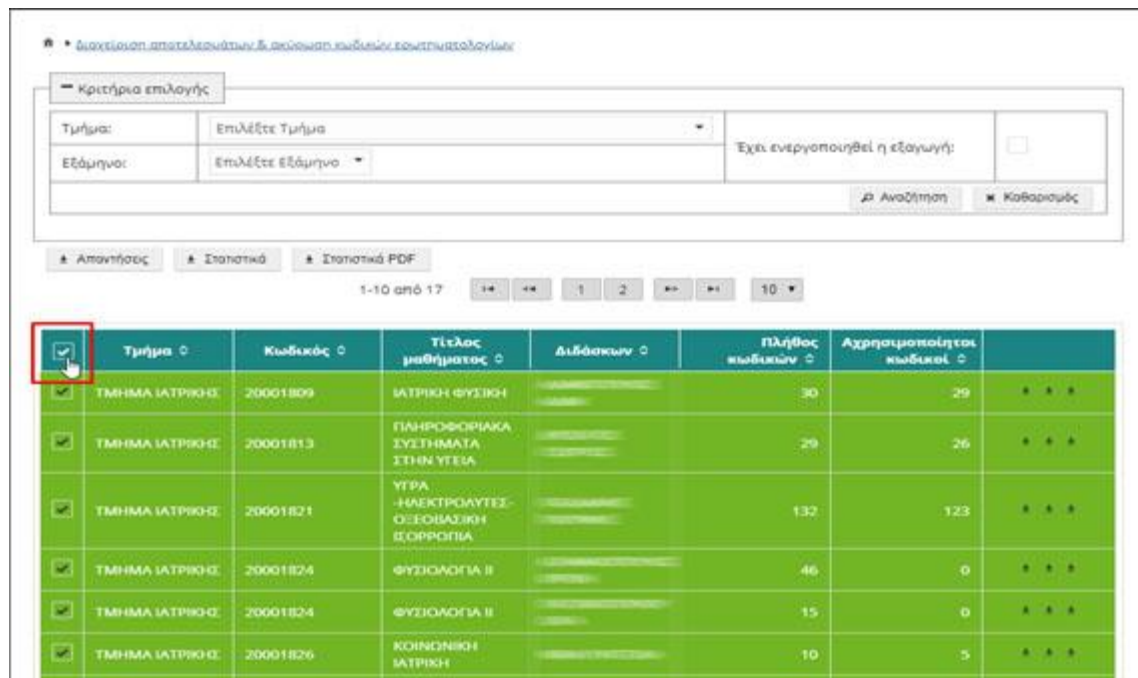 Διαχείριση αποτελεσμάτων & ακύρωση κωδικών ερωτηματολογίων
Κριτήρια επιλογής
Τμήμα: Επιλέξτε Τμήμα
Έχει ενεργοποιηθεί η εξαγωγή:
Εξάμηνο: Επιλέξτε Εξάμηνο
Αναζήτηση Καθαρισμός
Απαντήσεις Στατιστικά Στατιστικά PDF
1-10 από 17 1 2 10
Τμήμα Κωδικός Τίτλος μαθήματος Διδάσκων Πλήθος κωδικών Αχρησιμοποίητοι κωδικοί
ΤΜΗΜΑ ΙΑΤΡΙΚΗΣ 20001809 ΙΑΤΡΙΚΗ ΦΥΣΙΚΗ 30 29
ΠΛΗΡΟΦΟΡΙΑΚΑ
ΤΜΗΜΑ ΙΑΤΡΙΚΗΣ 20001813 ΣΥΣΤΗΜΑΤΑ 29 26
ΣΤΗΝ ΥΓΕΙΑ
ΥΓΡΑ
-ΗΛΕΚΤΡΟΛΥΤΕΣ-
ΤΜΗΜΑ ΙΑΤΡΙΚΗΣ 20001821 ΟΞΕΟΒΑΣΙΚΗ 132 123
ΙΣΟΡΡΟΠΙΑ
ΤΜΗΜΑ ΙΑΤΡΙΚΗΣ 20001824 ΦΥΣΙΟΛΟΓΙΑ ΙΙ 46 0
ΤΜΗΜΑ ΙΑΤΡΙΚΗΣ 20001824 ΦΥΣΙΟΛΟΓΙΑ ΙΙ 15 0
ΤΜΗΜΑ ΙΑΤΡΙΚΗΣ 20001826 ΚΟΙΝΩΝΙΚΗ 10 5
ΙΑΤΡΙΚΗ